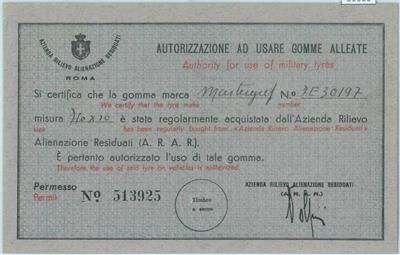 AZIENDA RILIEVO ALIENAZIONE RESIDUATI
ROMA
AUTORIZZAZIONE AD USARE GOMME ALLEATE
Authority for use of military tyres
Si certifica che la gomma marca N.o 3E30197
We certify that the tyre make number
misura è stata regolarmente acquistata dall'Azienda Rilievo
size has been regularly bought from «Azienda Rilievo Alienazione Residuati»
Alienazione Residuati (A. R. A. R.).
È pertanto autorizzato l'uso di tale gomma.
Therefore the use of said tyre on vehicles is authorized.
Permesso
Permit No 513925
Timbro
A SECCO
AZIENDA RILIEVO ALIENAZIONE RESIDUATI
(A. R. A. R.)